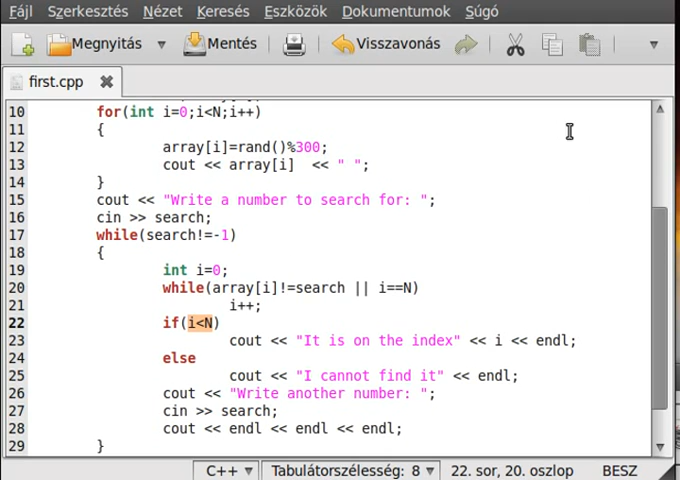 Fájl Szerkesztés Nézet Keresés Eszközök Dokumentumok Súgó
Megnyitás Mentés Visszavonás
first.cpp
10 for(int i=0;i<N;i++)
11 {
12 array[i]=rand()%300;
13 cout << array[i]  << " ";
14 }
15 cout << "Write a number to search for: ";
16 cin >> search;
17 while(search!=-1)
18 {
19 int i=0;
20 while(array[i]!=search || i==N)
21 i++;
22 if(i<N)
23 cout << "It is on the index" << i << endl;
24 else
25 cout << "I cannot find it" << endl;
26 cout << "Write another number: ";
27 cin >> search;
28 cout << endl << endl << endl;
29 }
C++ Tabulátorszélesség: 8 22. sor, 20. oszlop BESZ